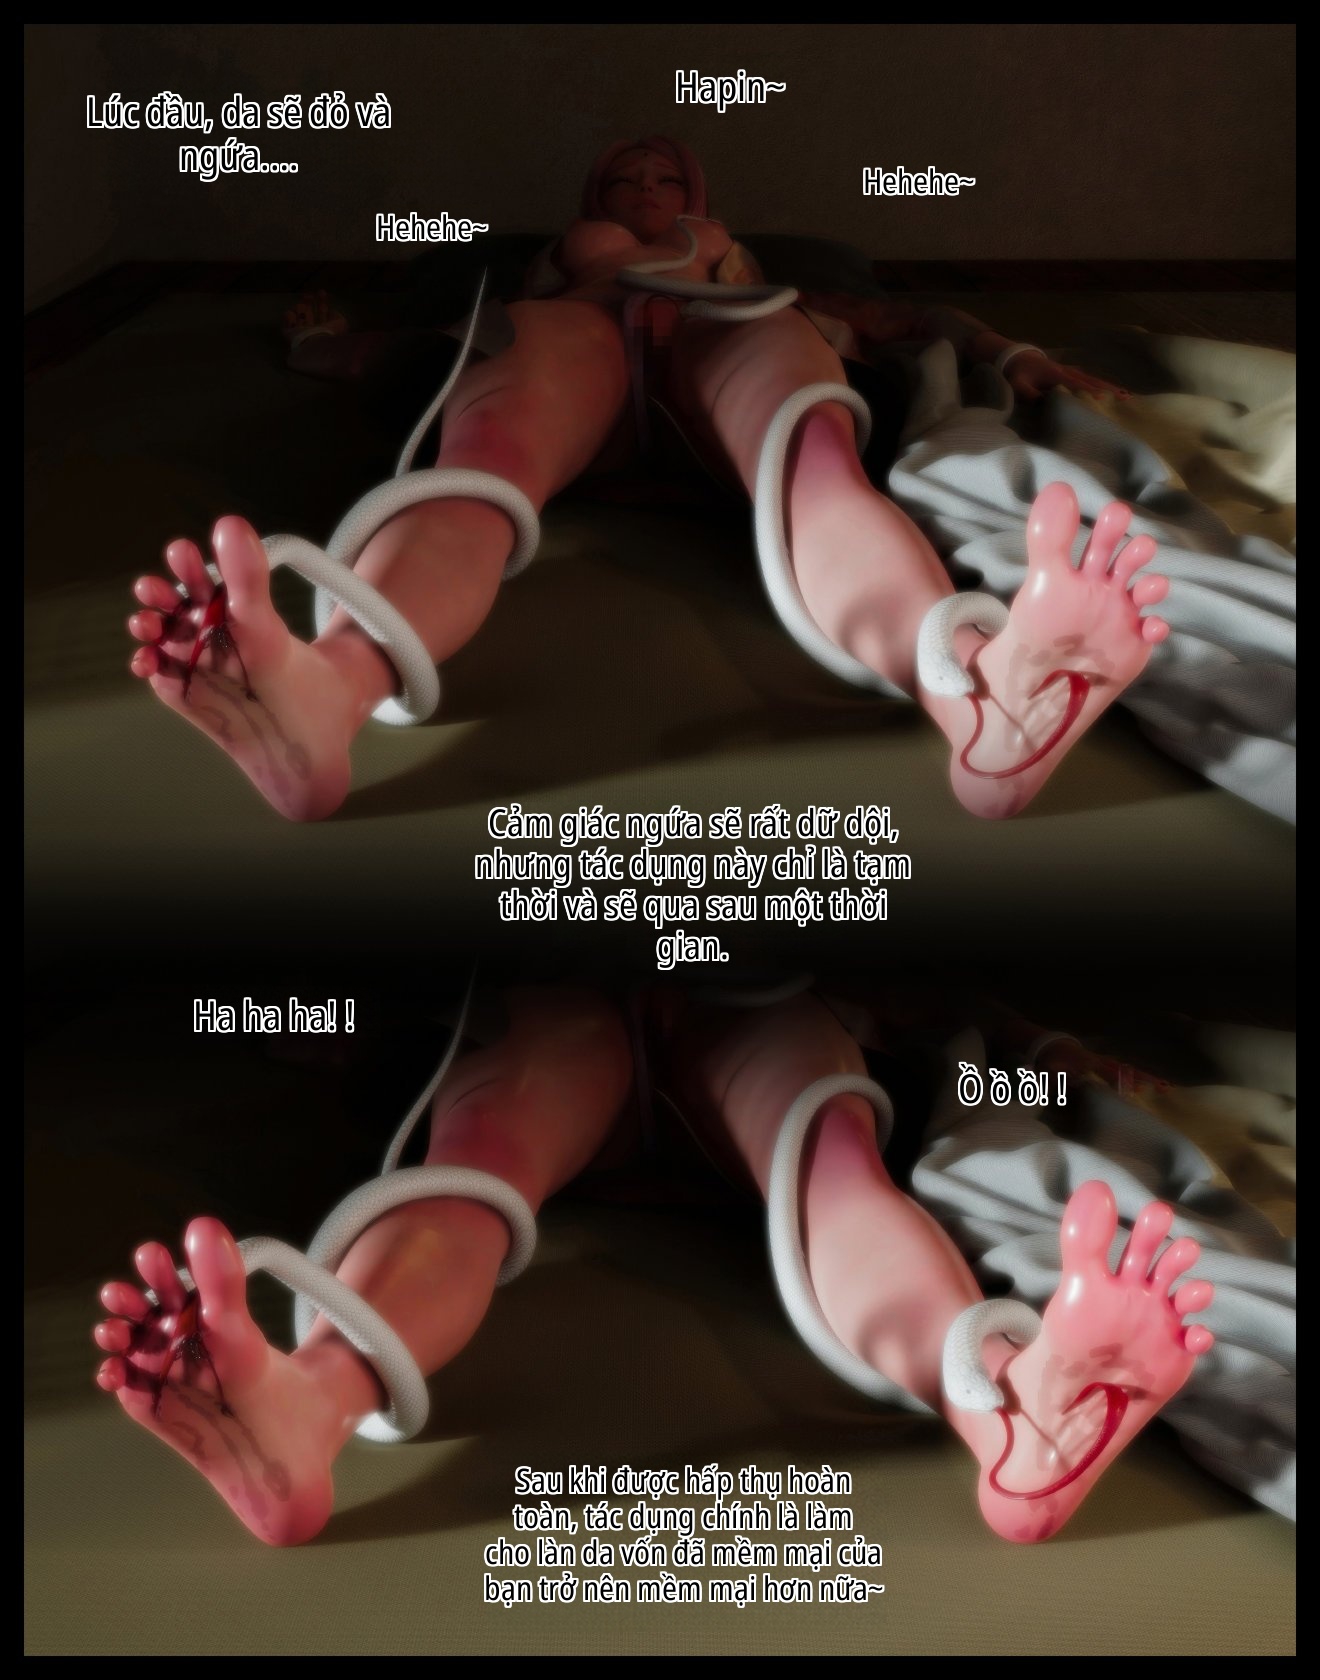 Hapin~
Lúc đầu, da sẽ đỏ và
ngứa....
Hehehe~
Hehehe~
Cảm giác ngứa sẽ rất dữ dội,
nhưng tác dụng này chỉ là tạm
thời và sẽ qua sau một thời
gian.
Ha ha ha! !
Ồ ồ ồ! !
Sau khi được hấp thụ hoàn
toàn, tác dụng chính là làm
cho làn da vốn đã mềm mại của
bạn trở nên mềm mại hơn nữa~